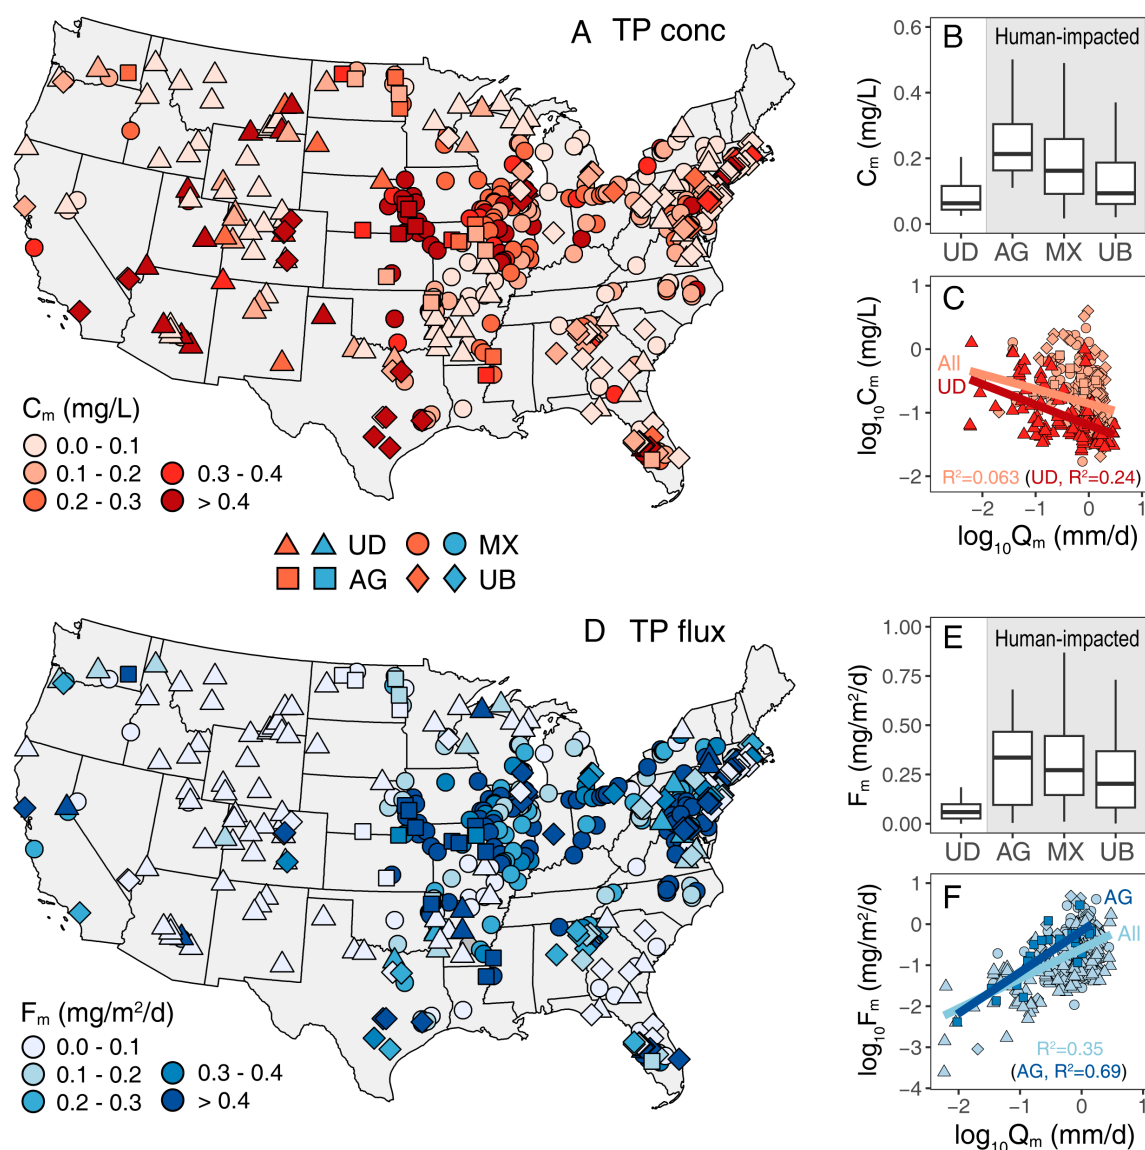 A TP conc
Cₘ (mg/L)
0.0 - 0.1
0.1 - 0.2
0.3 - 0.4
0.2 - 0.3
> 0.4
UD
MX
AG
UB
B
Human-impacted
Cₘ (mg/L)
0.6
0.4
0.2
0.0
UD AG MX UB
C
log₁₀Cₘ (mg/L)
1
0
−1
−2
All
UD
R²=0.063 (UD, R²=0.24)
−2 −1 0 1
log₁₀Qₘ (mm/d)
D TP flux
Fₘ (mg/m²/d)
0.0 - 0.1
0.1 - 0.2
0.3 - 0.4
0.2 - 0.3
> 0.4
E
Human-impacted
Fₘ (mg/m²/d)
1.00
0.75
0.50
0.25
0.00
UD AG MX UB
F
log₁₀Fₘ (mg/m²/d)
1
0
−1
−2
−3
−4
AG
All
R²=0.35
(AG, R²=0.69)
−2 −1 0 1
log₁₀Qₘ (mm/d)